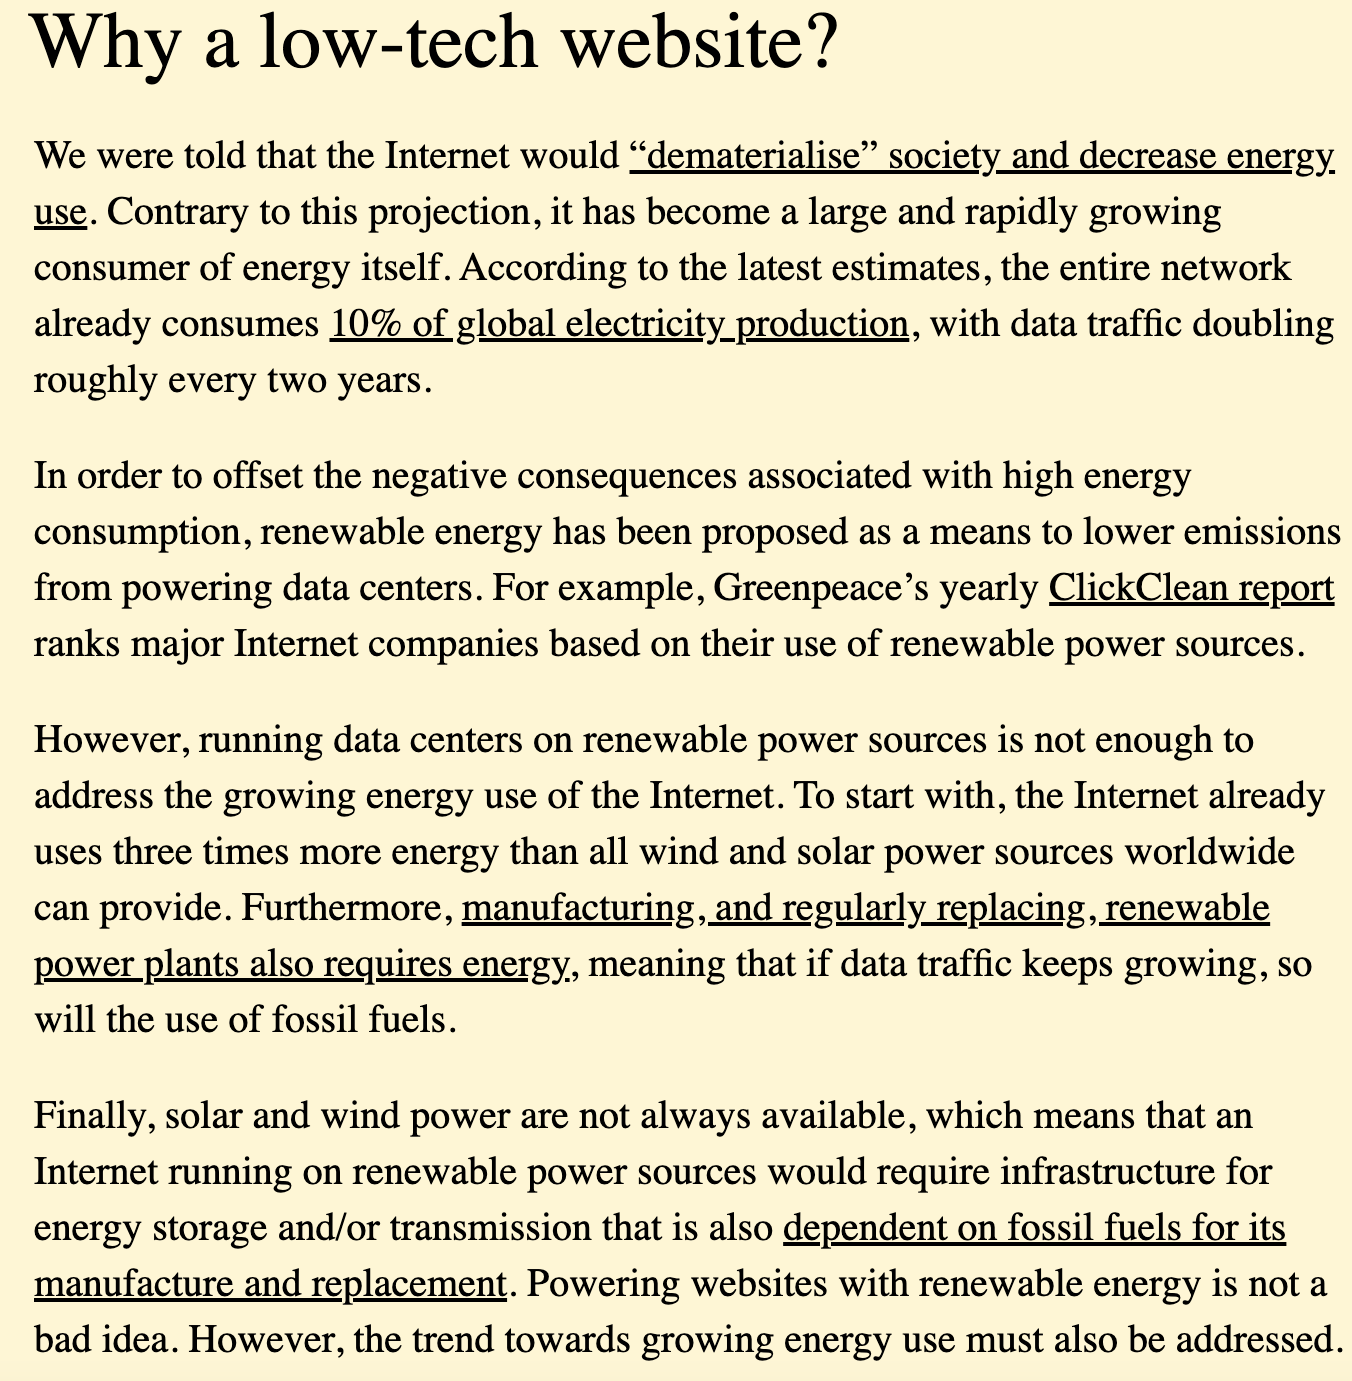 Why a low-tech website?
We were told that the Internet would “dematerialise” society and decrease energy
use. Contrary to this projection, it has become a large and rapidly growing
consumer of energy itself. According to the latest estimates, the entire network
already consumes 10% of global electricity production, with data traffic doubling
roughly every two years.
In order to offset the negative consequences associated with high energy
consumption, renewable energy has been proposed as a means to lower emissions
from powering data centers. For example, Greenpeace’s yearly ClickClean report
ranks major Internet companies based on their use of renewable power sources.
However, running data centers on renewable power sources is not enough to
address the growing energy use of the Internet. To start with, the Internet already
uses three times more energy than all wind and solar power sources worldwide
can provide. Furthermore, manufacturing, and regularly replacing, renewable
power plants also requires energy, meaning that if data traffic keeps growing, so
will the use of fossil fuels.
Finally, solar and wind power are not always available, which means that an
Internet running on renewable power sources would require infrastructure for
energy storage and/or transmission that is also dependent on fossil fuels for its
manufacture and replacement. Powering websites with renewable energy is not a
bad idea. However, the trend towards growing energy use must also be addressed.